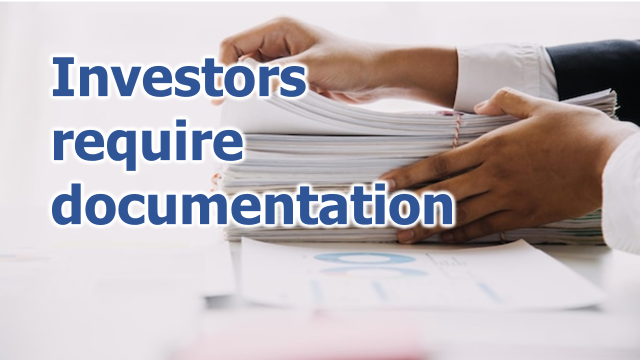 Investors
require
documentation